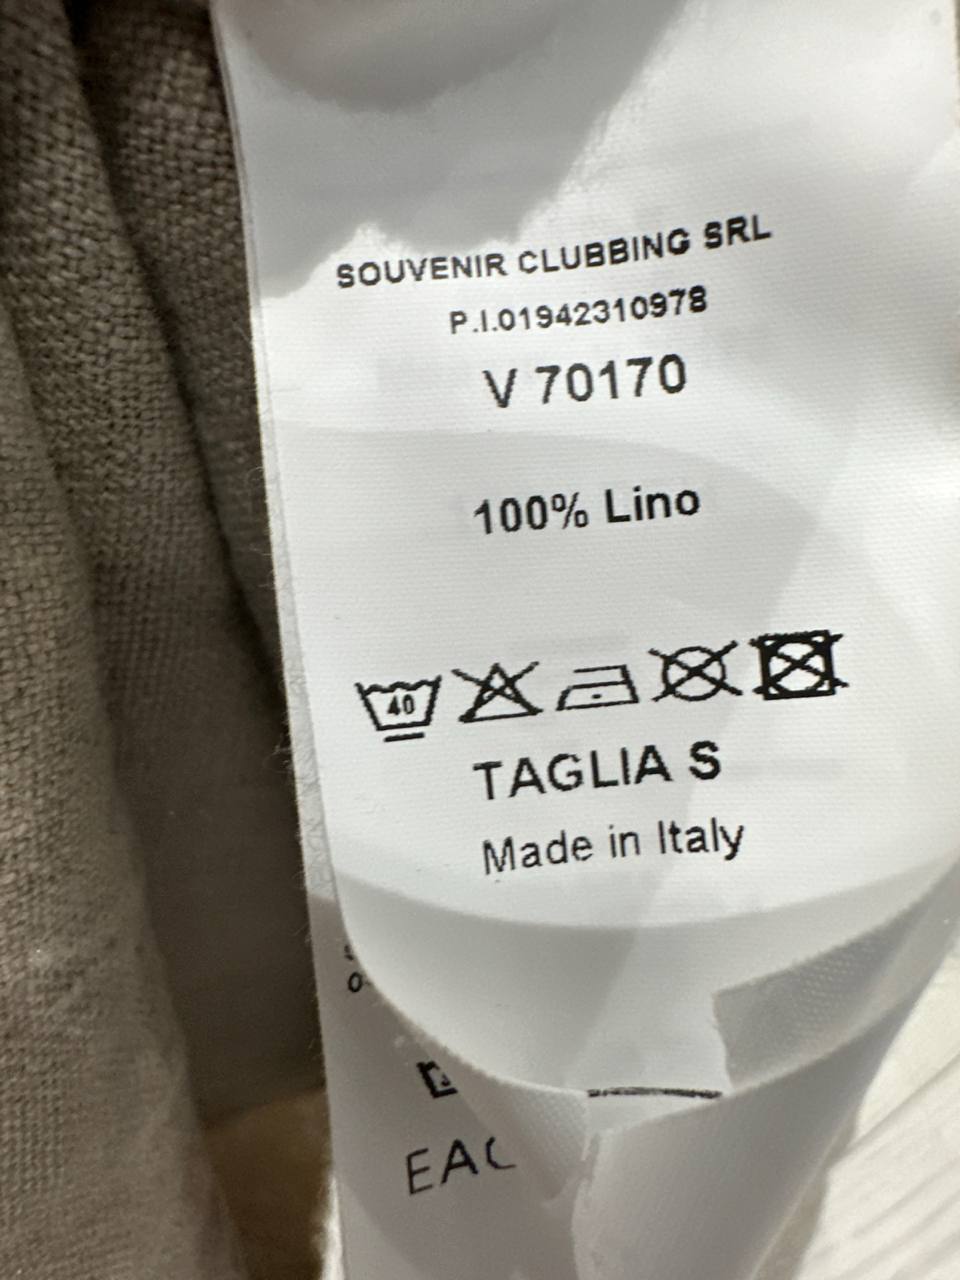 SOUVENIR CLUBBING SRL
P.I.01942310978
V 70170
100% Lino
40
TAGLIA S
Made in Italy
EAC